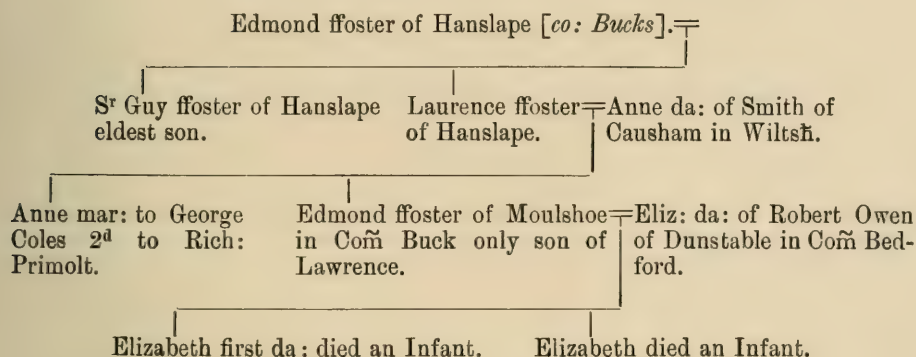 Edmond ffoster of Hanslape [co: Bucks].
Sʳ Guy ffoster of Hanslape
eldest son.
Laurence ffoster
of Hanslape.
Anne da: of Smith of
Causham in Wiltsħ.
Anne mar: to George
Coles 2ᵈ to Rich:
Primolt.
Edmond ffoster of Moulshoe
in Com̃ Buck only son of
Lawrence.
Eliz: da: of Robert Owen
of Dunstable in Com̃ Bed-
ford.
Elizabeth first da: died an Infant.
Elizabeth died an Infant.